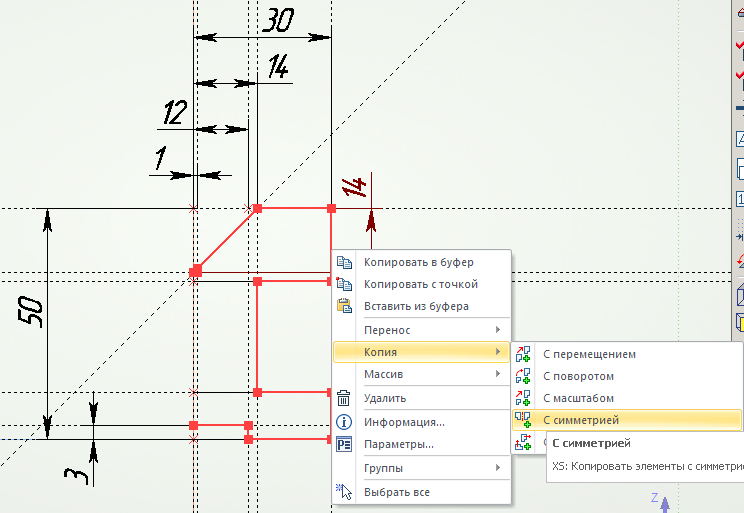 30
14
12
1
14
50
3
Копировать в буфер
Копировать с точкой
Вставить из буфера
Перенос
Копия
Массив
Удалить
Информация...
Параметры...
Группы
Выбрать все
С перемещением
С поворотом
С масштабом
С симметрией
С
С симметрией
XS: Копировать элементы с симметрие
Z